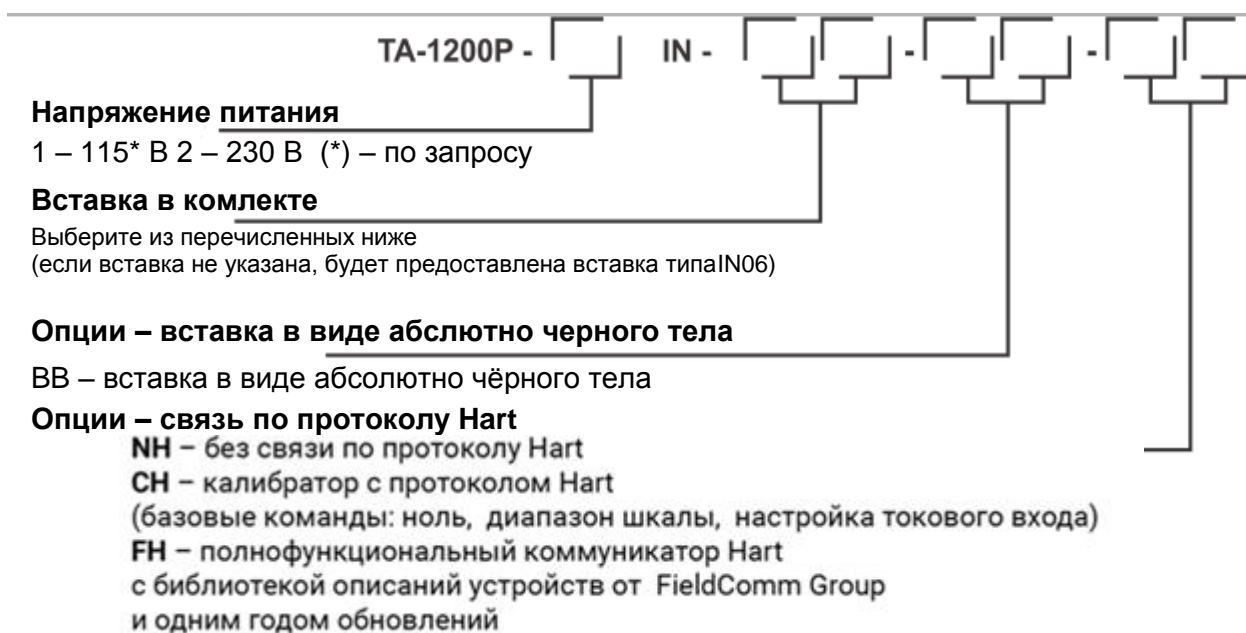 TA-1200P - IN - - -
Напряжение питания
1 – 115* В 2 – 230 В (*) – по запросу
Вставка в комлекте
Выберите из перечисленных ниже
(если вставка не указана, будет предоставлена вставка типаIN06)
Опции – вставка в виде абслютно черного тела
BB – вставка в виде абсолютно чёрного тела
Опции – связь по протоколу Hart
NH – без связи по протоколу Hart
CH – калибратор с протоколом Hart
(базовые команды: ноль, диапазон шкалы, настройка токового входа)
FH – полнофункциональный коммуникатор Hart
с библиотекой описаний устройств от FieldComm Group
и одним годом обновлений